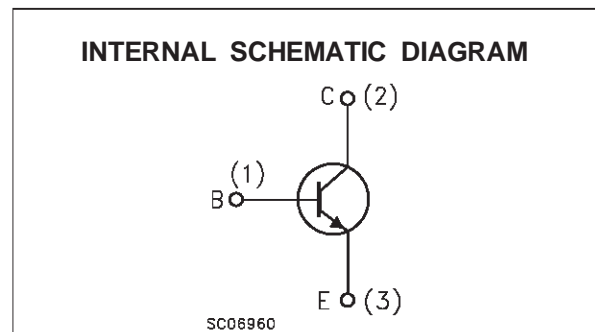 INTERNAL SCHEMATIC DIAGRAM
C (2)
(1)
B
E (3)
SC06960